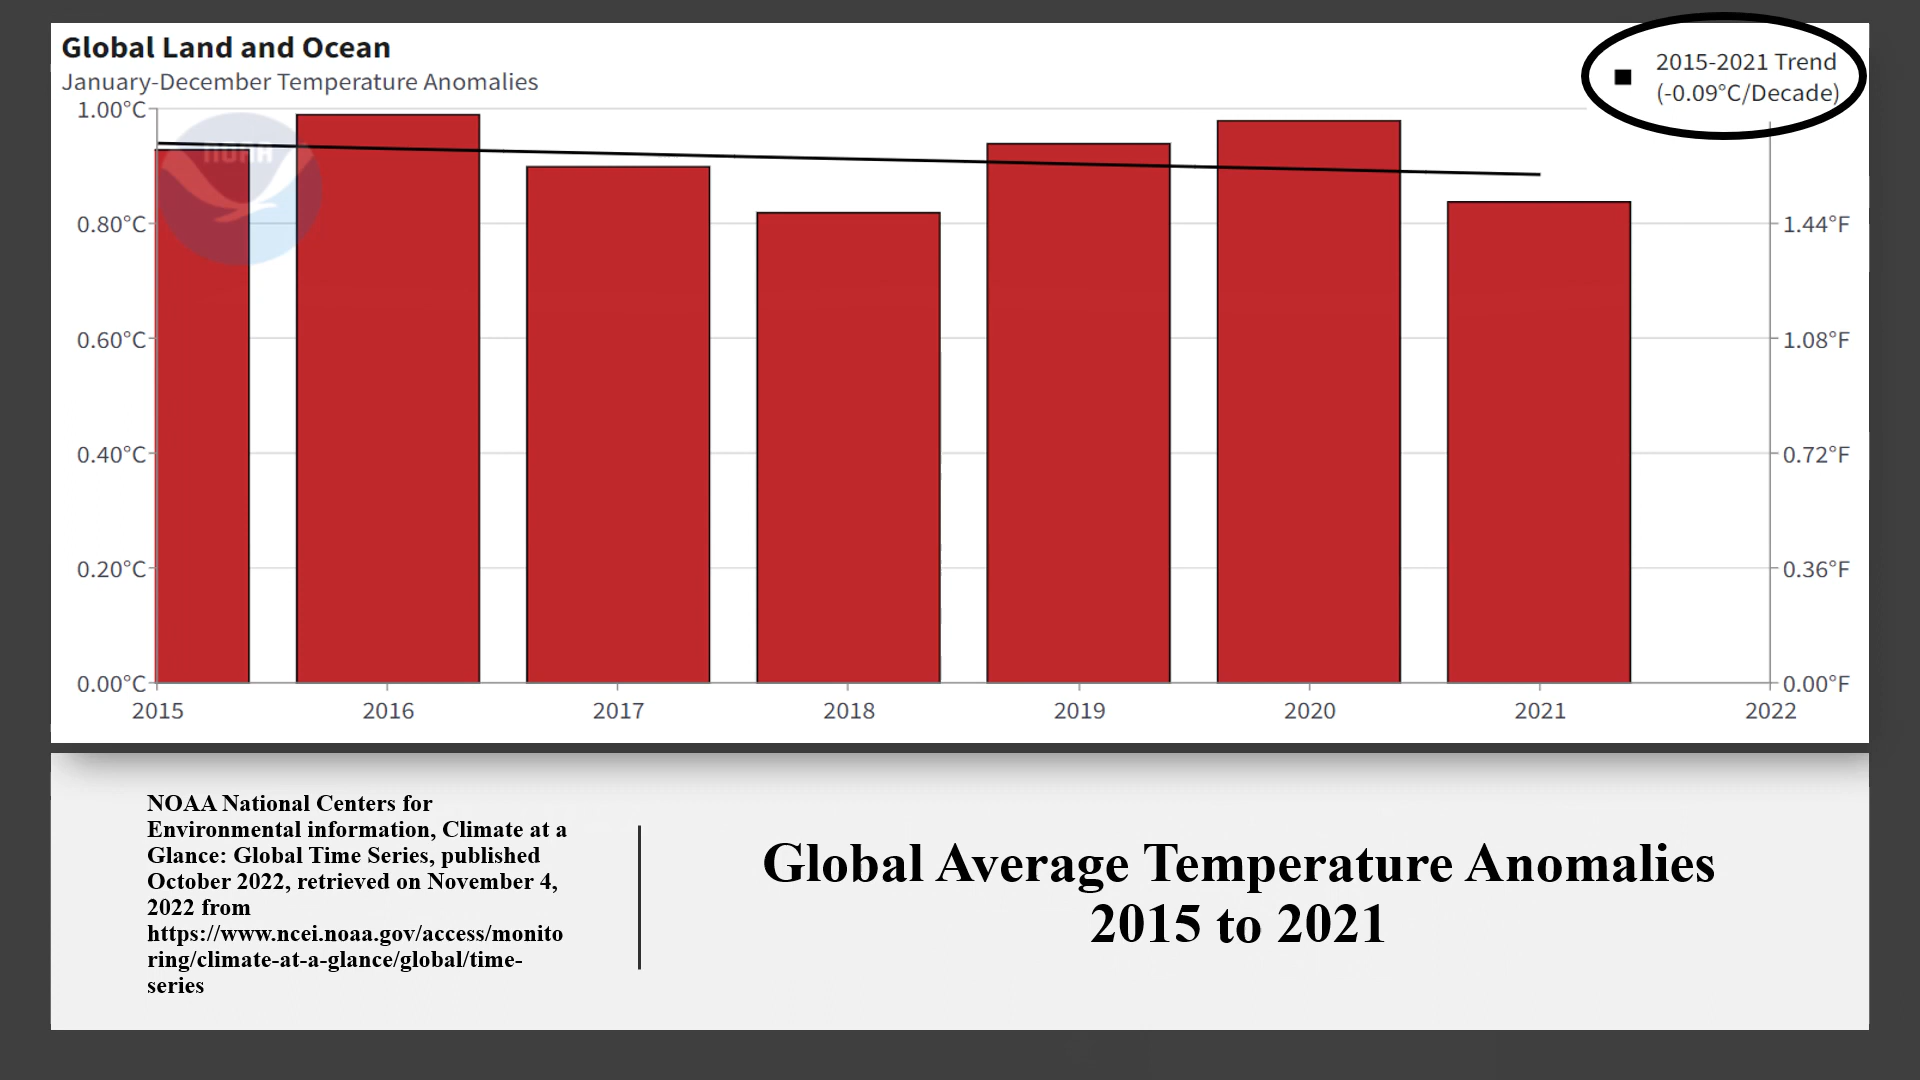 Global Land and Ocean
January-December Temperature Anomalies
2015-2021 Trend
(-0.09°C/Decade)
NOAA
1.00°C
0.80°C
0.60°C
0.40°C
0.20°C
0.00°C
1.44°F
1.08°F
0.72°F
0.36°F
0.00°F
2015 2016 2017 2018 2019 2020 2021 2022
NOAA National Centers for
Environmental information, Climate at a
Glance: Global Time Series, published
October 2022, retrieved on November 4,
2022 from
https://www.ncei.noaa.gov/access/monito
ring/climate-at-a-glance/global/time-
series
Global Average Temperature Anomalies
2015 to 2021